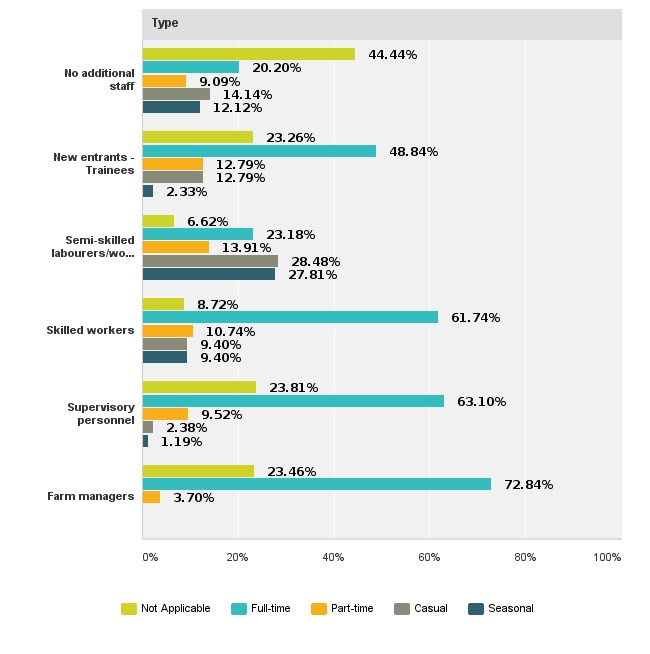 Type
No additional
staff
44.44%
20.20%
9.09%
14.14%
12.12%
New entrants -
Trainees
23.26%
48.84%
12.79%
12.79%
2.33%
Semi-skilled
labourers/wo...
6.62%
23.18%
13.91%
28.48%
27.81%
Skilled workers
8.72%
61.74%
10.74%
9.40%
9.40%
Supervisory
personnel
23.81%
63.10%
9.52%
2.38%
1.19%
Farm managers
23.46%
72.84%
3.70%
0% 20% 40% 60% 80% 100%
Not Applicable Full-time Part-time Casual Seasonal